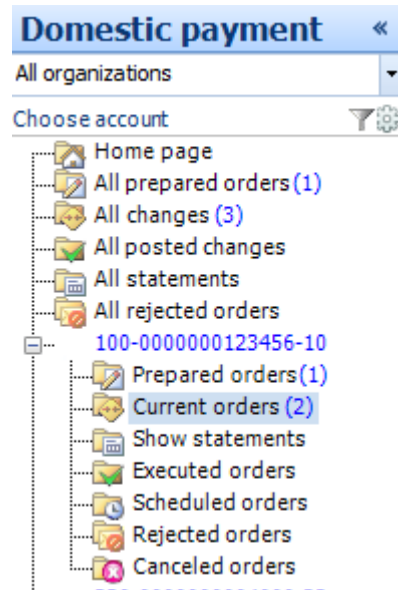 Domestic payment «
All organizations
Choose account
Home page
All prepared orders (1)
All changes (3)
All posted changes
All statements
All rejected orders
100-0000000123456-10
Prepared orders (1)
Current orders (2)
Show statements
Executed orders
Scheduled orders
Rejected orders
Canceled orders